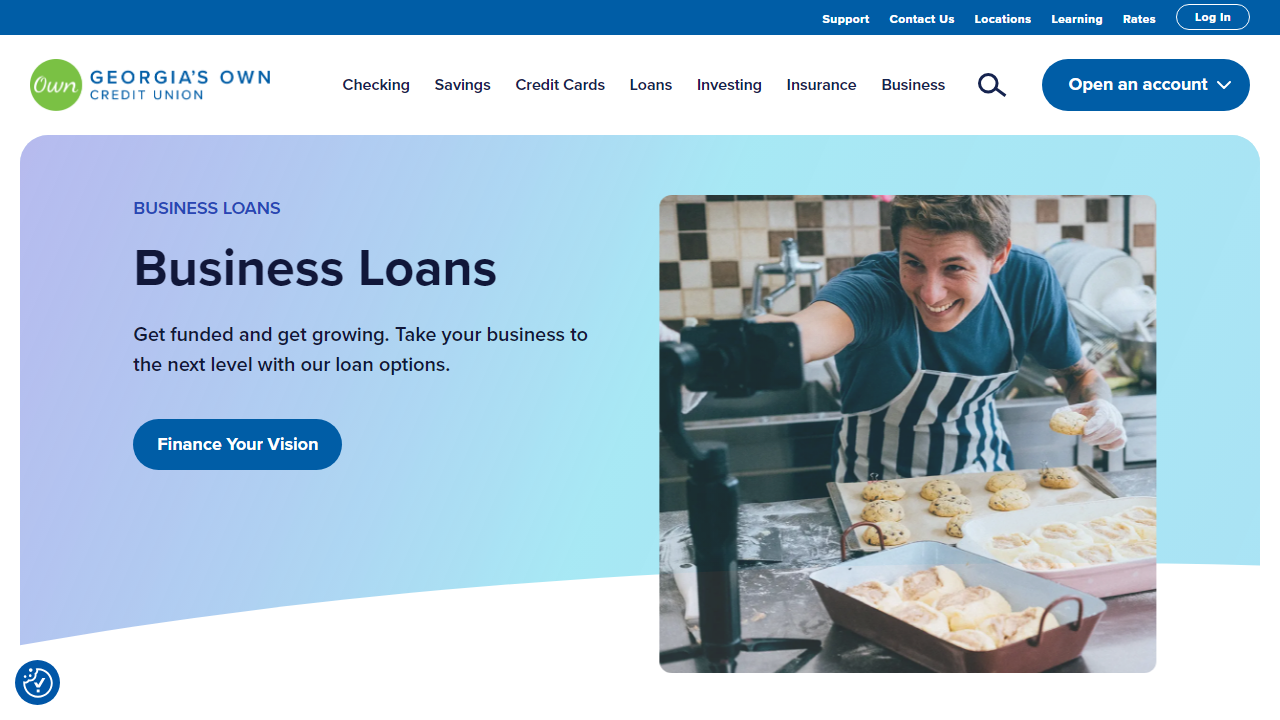 Support Contact Us Locations Learning Rates Log In
Own GEORGIA'S OWN
CREDIT UNION
Checking Savings Credit Cards Loans Investing Insurance Business Open an account
BUSINESS LOANS
Business Loans
Get funded and get growing. Take your business to
the next level with our loan options.
Finance Your Vision